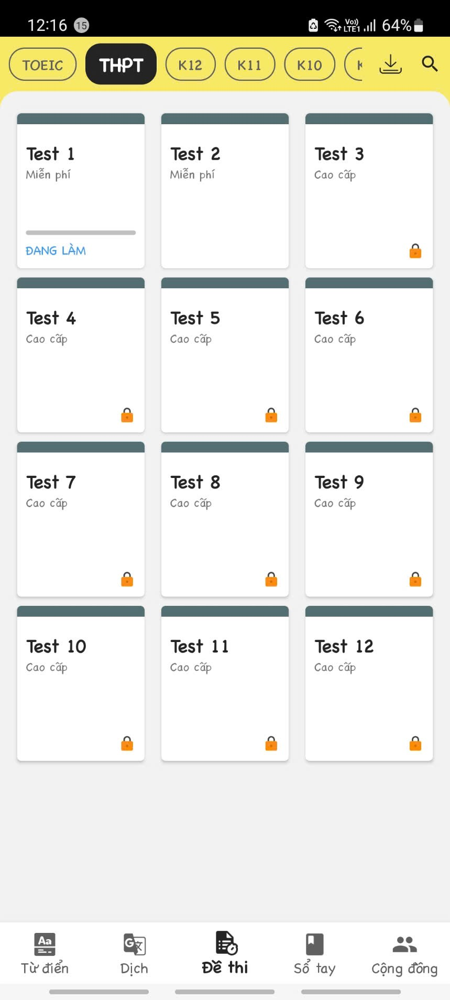 12:16 15 Vo)) LTE1 64%
TOEIC THPT K12 K11 K10
Test 1 Test 2 Test 3
Miễn phí Miễn phí Cao cấp
ĐANG LÀM
Test 4 Test 5 Test 6
Cao cấp Cao cấp Cao cấp
Test 7 Test 8 Test 9
Cao cấp Cao cấp Cao cấp
Test 10 Test 11 Test 12
Cao cấp Cao cấp Cao cấp
Từ điển Dịch Đề thi Sổ tay Cộng đồng